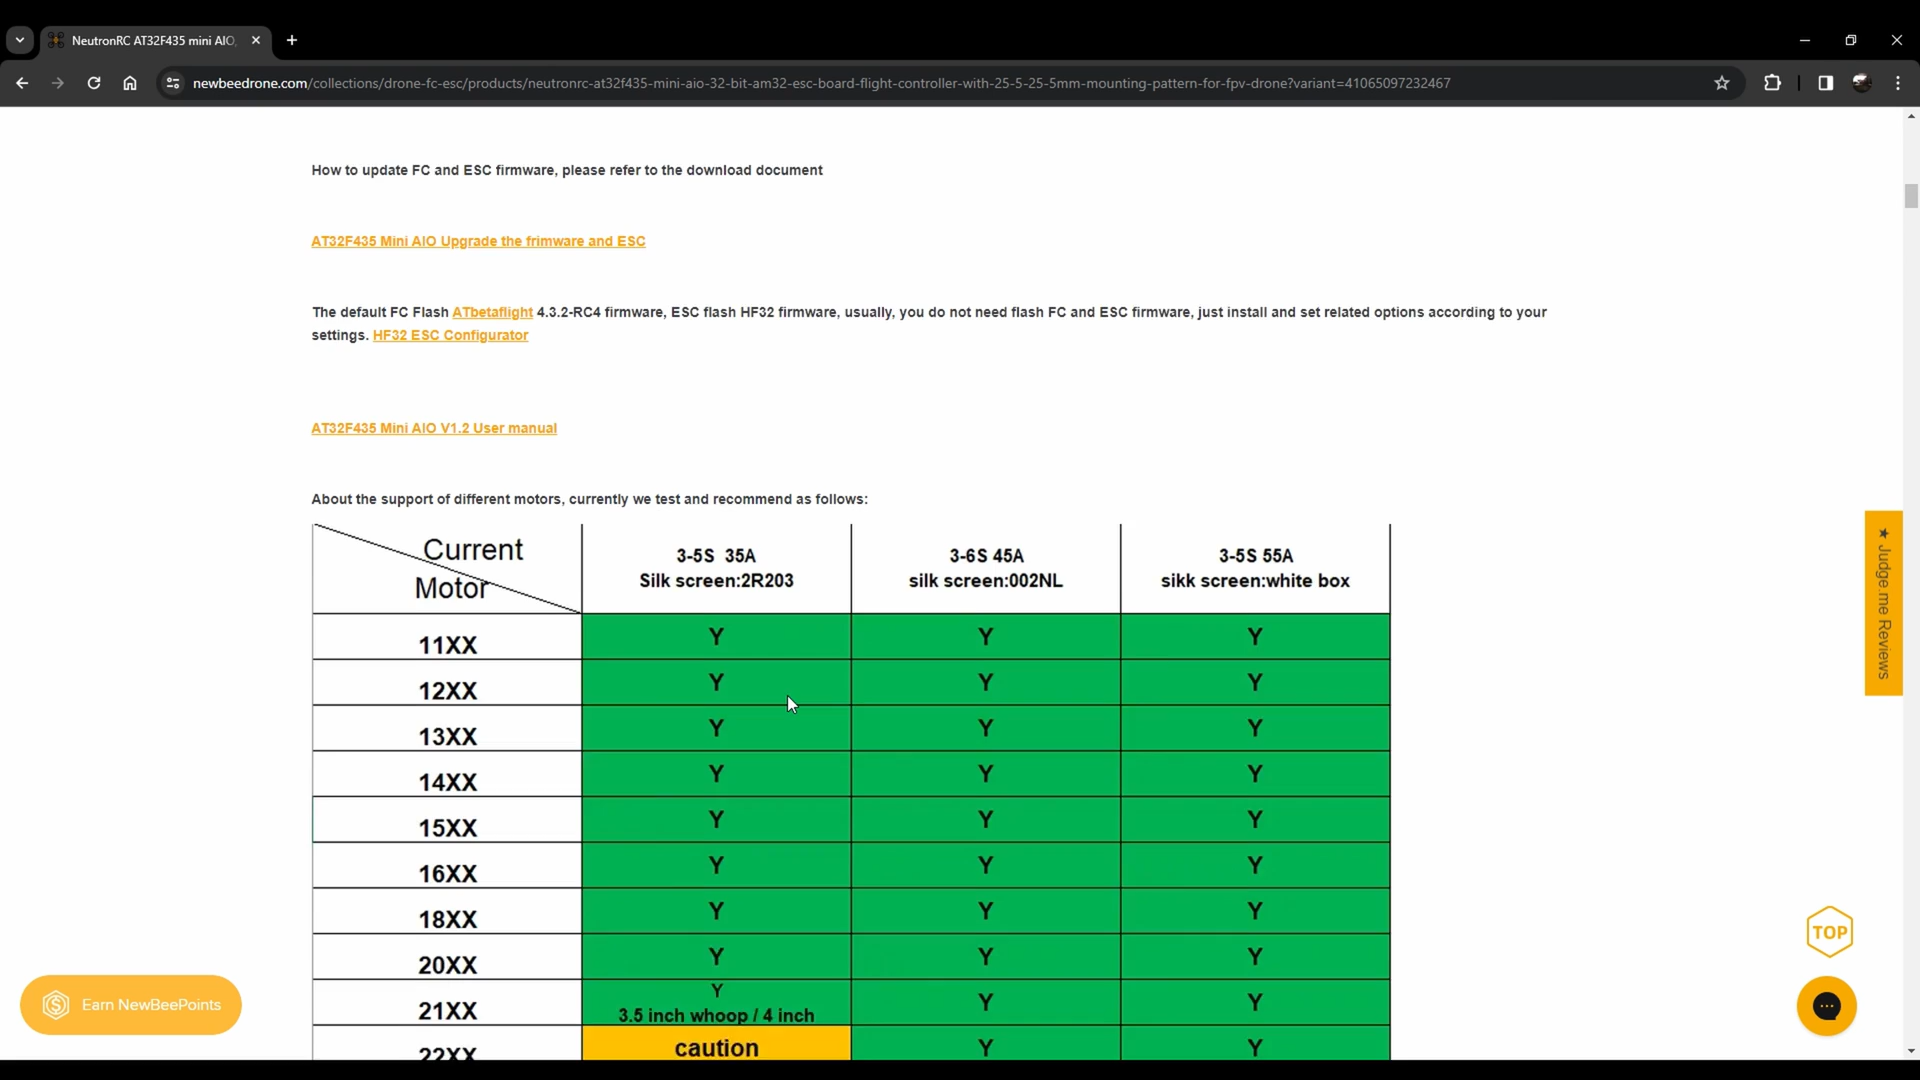 NeutronRC AT32F435 mini AIO,
newbeedrone.com/collections/drone-fc-esc/products/neutronrc-at32f435-mini-aio-32-bit-am32-esc-board-flight-controller-with-25-5-25-5mm-mounting-pattern-for-fpv-drone?variant=41065097232467
How to update FC and ESC firmware, please refer to the download document
AT32F435 Mini AIO Upgrade the frimware and ESC
The default FC Flash ATbetaflight 4.3.2-RC4 firmware, ESC flash HF32 firmware, usually, you do not need flash FC and ESC firmware, just install and set related options according to your
settings. HF32 ESC Configurator
AT32F435 Mini AIO V1.2 User manual
About the support of different motors, currently we test and recommend as follows:
Current
Motor
3-5S 35A
Silk screen:2R203
3-6S 45A
silk screen:002NL
3-5S 55A
sikk screen:white box
11XX Y Y Y
12XX Y Y Y
13XX Y Y Y
14XX Y Y Y
15XX Y Y Y
16XX Y Y Y
18XX Y Y Y
20XX Y Y Y
21XX Y Y Y
3.5 inch whoop / 4 inch
22XX caution Y Y
★ Judge.me Reviews
TOP
Earn NewBeePoints